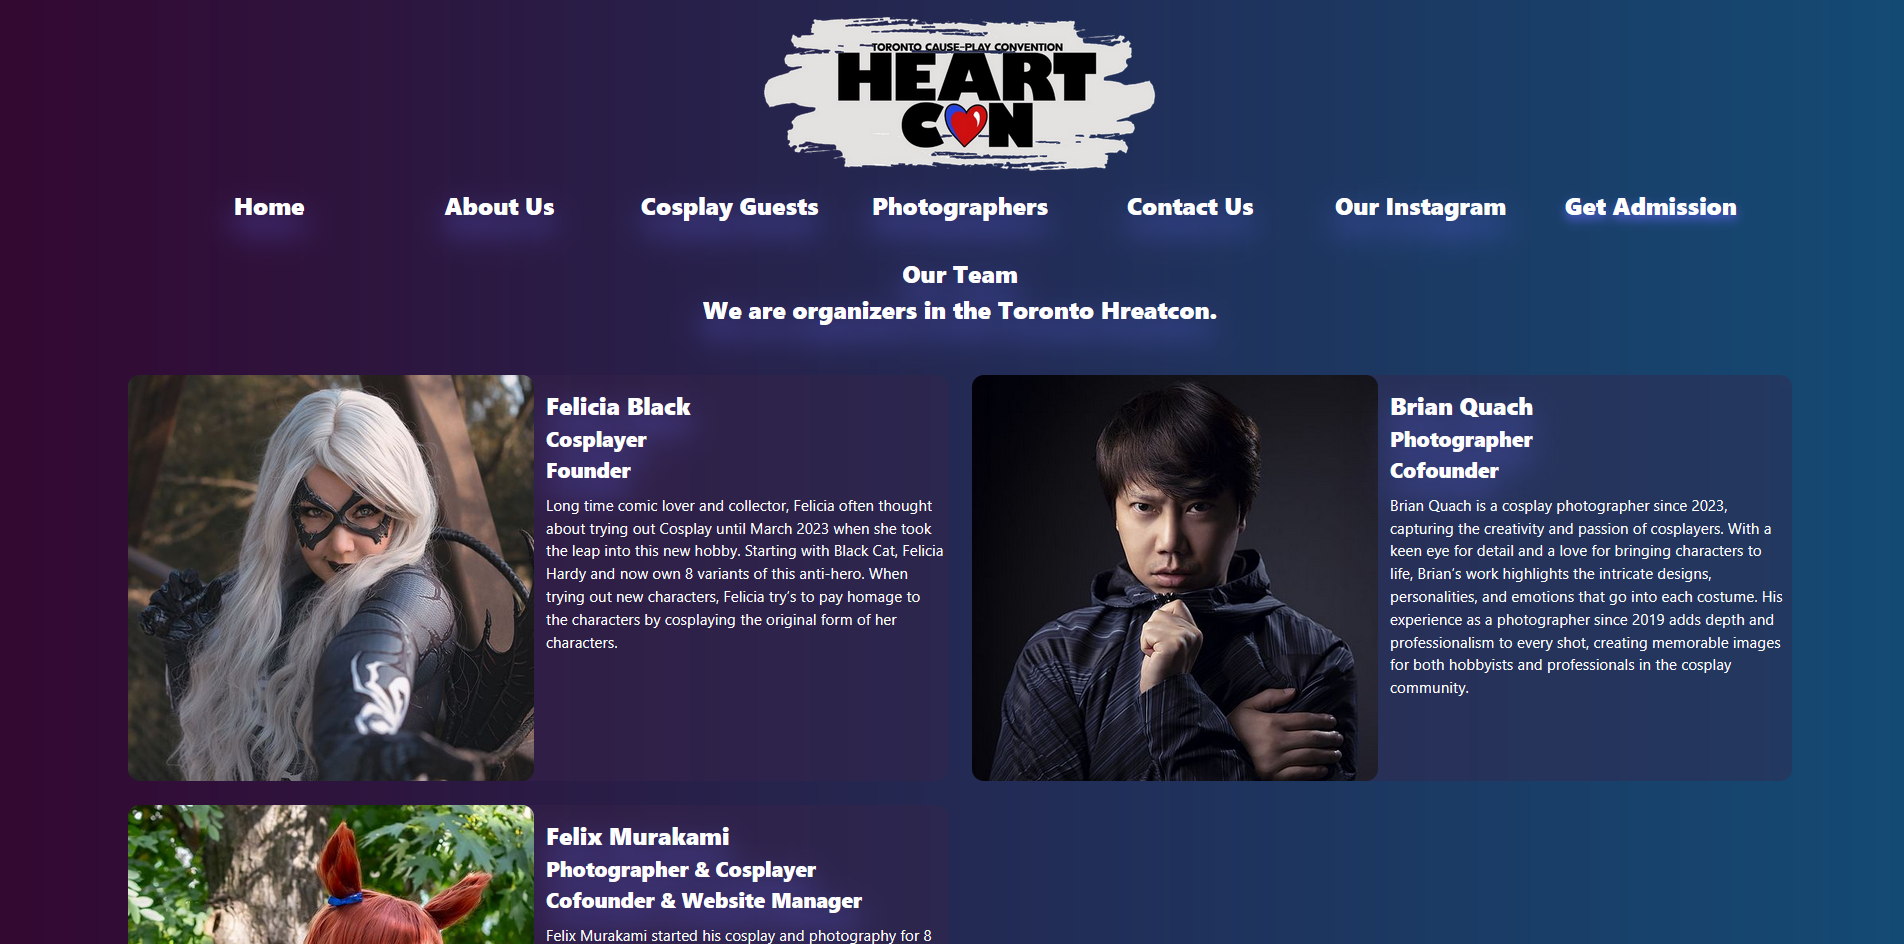 TORONTO CAUSE-PLAY CONVENTION
HEART
CON
Home
About Us
Cosplay Guests
Photographers
Contact Us
Our Instagram
Get Admission
Our Team
We are organizers in the Toronto Hreatcon.
Felicia Black
Cosplayer
Founder
Long time comic lover and collector, Felicia often thought
about trying out Cosplay until March 2023 when she took
the leap into this new hobby. Starting with Black Cat, Felicia
Hardy and now own 8 variants of this anti-hero. When
trying out new characters, Felicia try’s to pay homage to
the characters by cosplaying the original form of her
characters.
Brian Quach
Photographer
Cofounder
Brian Quach is a cosplay photographer since 2023,
capturing the creativity and passion of cosplayers. With a
keen eye for detail and a love for bringing characters to
life, Brian’s work highlights the intricate designs,
personalities, and emotions that go into each costume. His
experience as a photographer since 2019 adds depth and
professionalism to every shot, creating memorable images
for both hobbyists and professionals in the cosplay
community.
Felix Murakami
Photographer & Cosplayer
Cofounder & Website Manager
Felix Murakami started his cosplay and photography for 8